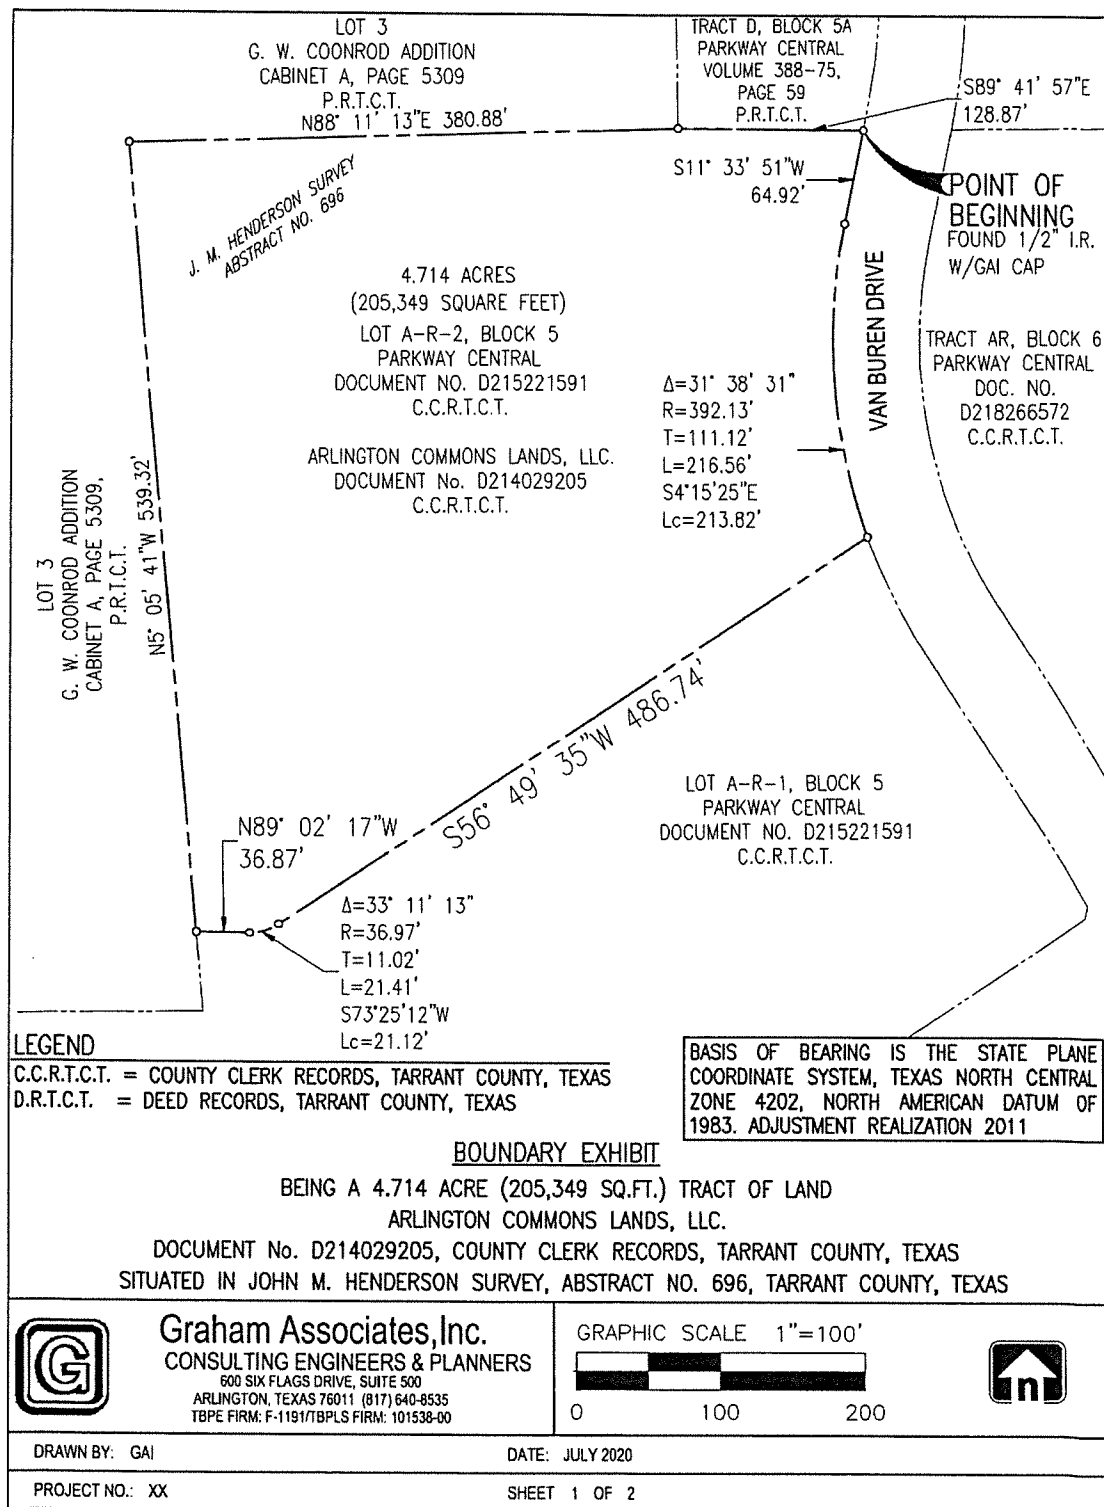 LOT 3
G. W. COONROD ADDITION
CABINET A, PAGE 5309
P.R.T.C.T.
N88° 11' 13"E 380.88'
TRACT D, BLOCK 5A
PARKWAY CENTRAL
VOLUME 388-75,
PAGE 59
P.R.T.C.T.
S89° 41' 57"E
128.87'
J. M. HENDERSON SURVEY
ABSTRACT NO. 696
S11° 33' 51"W
64.92'
POINT OF
BEGINNING
FOUND 1/2" I.R.
W/GAI CAP
4.714 ACRES
(205,349 SQUARE FEET)
LOT A-R-2, BLOCK 5
PARKWAY CENTRAL
DOCUMENT NO. D215221591
C.C.R.T.C.T.
ARLINGTON COMMONS LANDS, LLC.
DOCUMENT No. D214029205
C.C.R.T.C.T.
VAN BUREN DRIVE
TRACT AR, BLOCK 6
PARKWAY CENTRAL
DOC. NO.
D218266572
C.C.R.T.C.T.
Δ=31° 38' 31"
R=392.13'
T=111.12'
L=216.56'
S4°15'25"E
Lc=213.82'
LOT 3
G. W. COONROD ADDITION
CABINET A, PAGE 5309,
P.R.T.C.T.
N5° 05' 41"W 539.32'
S56° 49' 35"W 486.74'
LOT A-R-1, BLOCK 5
PARKWAY CENTRAL
DOCUMENT NO. D215221591
C.C.R.T.C.T.
N89° 02' 17"W
36.87'
Δ=33° 11' 13"
R=36.97'
T=11.02'
L=21.41'
S73°25'12"W
Lc=21.12'
LEGEND
C.C.R.T.C.T. = COUNTY CLERK RECORDS, TARRANT COUNTY, TEXAS
D.R.T.C.T. = DEED RECORDS, TARRANT COUNTY, TEXAS
BASIS OF BEARING IS THE STATE PLANE
COORDINATE SYSTEM, TEXAS NORTH CENTRAL
ZONE 4202, NORTH AMERICAN DATUM OF
1983. ADJUSTMENT REALIZATION 2011
BOUNDARY EXHIBIT
BEING A 4.714 ACRE (205,349 SQ.FT.) TRACT OF LAND
ARLINGTON COMMONS LANDS, LLC.
DOCUMENT No. D214029205, COUNTY CLERK RECORDS, TARRANT COUNTY, TEXAS
SITUATED IN JOHN M. HENDERSON SURVEY, ABSTRACT NO. 696, TARRANT COUNTY, TEXAS
G
Graham Associates,Inc.
CONSULTING ENGINEERS & PLANNERS
600 SIX FLAGS DRIVE, SUITE 500
ARLINGTON, TEXAS 76011 (817) 640-8535
TBPE FIRM: F-1191/TBPLS FIRM: 101538-00
GRAPHIC SCALE 1"=100'
0 100 200
n
DRAWN BY: GAI
DATE: JULY 2020
PROJECT NO.: XX
SHEET 1 OF 2